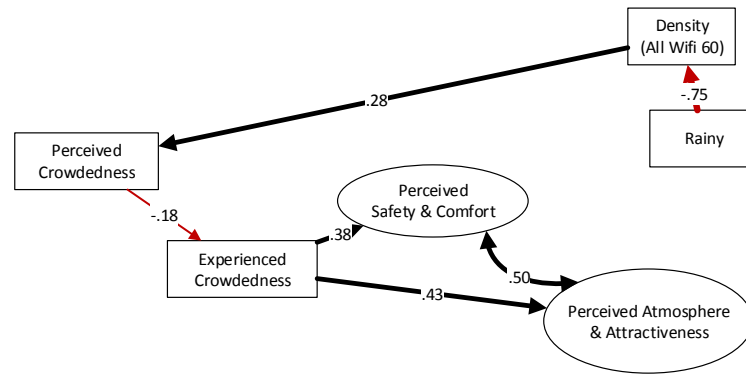 Density
(All Wifi 60)
-.75
.28
Rainy
Perceived
Crowdedness
Perceived
Safety & Comfort
-.18
.38
Experienced
Crowdedness
.50
.43
Perceived Atmosphere
& Attractiveness